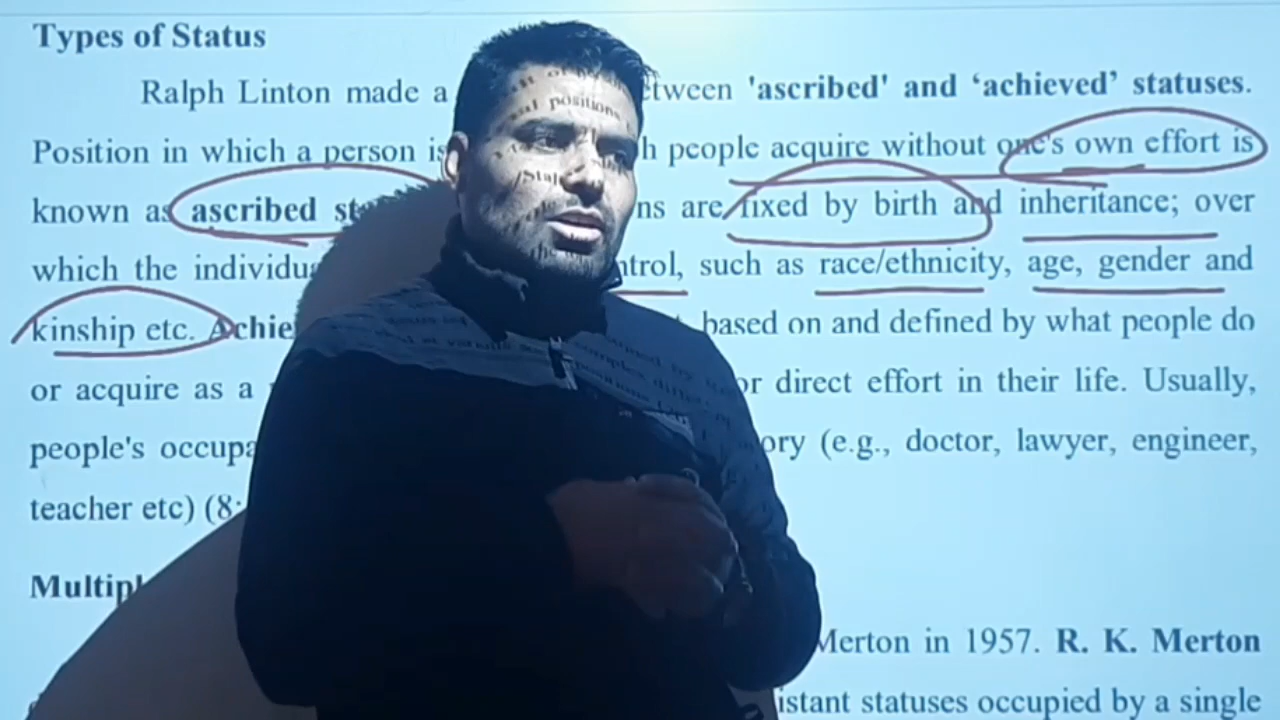 Types of Status
Ralph Linton made a etween 'ascribed' and ‘achieved’ statuses.
Position in which a person is h people acquire without one's own effort is
known as ascribed st ns are fixed by birth and inheritance; over
which the individu ntrol, such as race/ethnicity, age, gender and
kinship etc. Achie based on and defined by what people do
or acquire as a or direct effort in their life. Usually,
people's occupa ory (e.g., doctor, lawyer, engineer,
teacher etc) (8:
Multipl
Merton in 1957. R. K. Merton
istant statuses occupied by a single